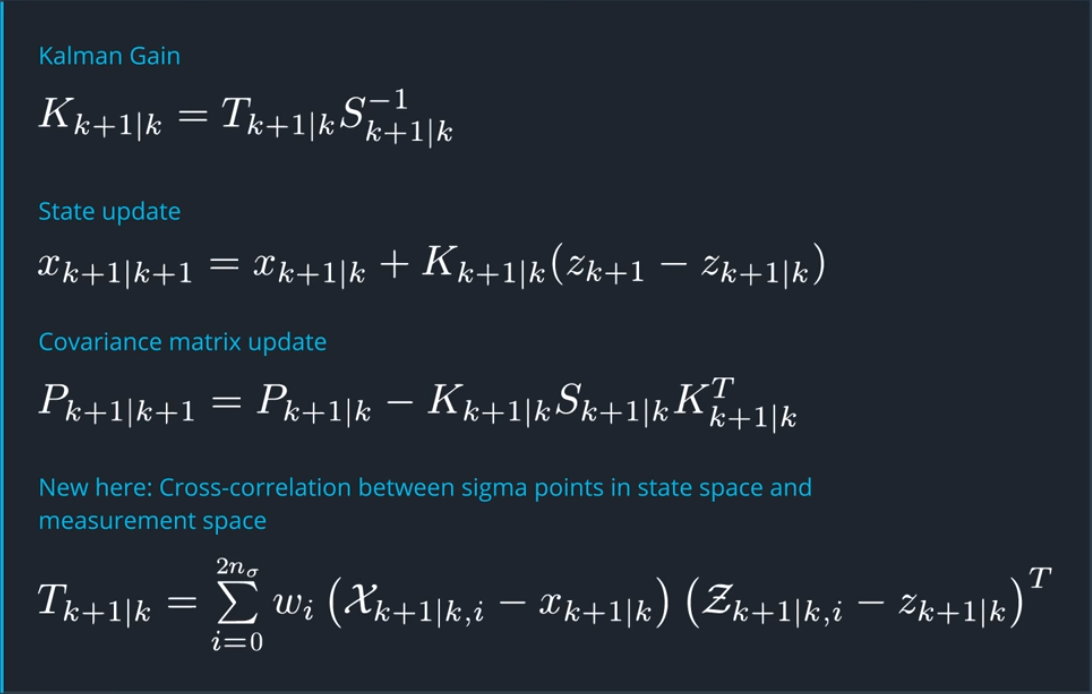 Kalman Gain
$K_{k+1|k} = T_{k+1|k} S^{-1}_{k+1|k}$
State update
$x_{k+1|k+1} = x_{k+1|k} + K_{k+1|k}(z_{k+1} - z_{k+1|k})$
Covariance matrix update
$P_{k+1|k+1} = P_{k+1|k} - K_{k+1|k} S_{k+1|k} K^{T}_{k+1|k}$
New here: Cross-correlation between sigma points in state space and
measurement space
$T_{k+1|k} = \sum_{i=0}^{2n_\sigma} w_i \left(\mathcal{X}_{k+1|k,i} - x_{k+1|k}\right) \left(\mathcal{Z}_{k+1|k,i} - z_{k+1|k}\right)^T$